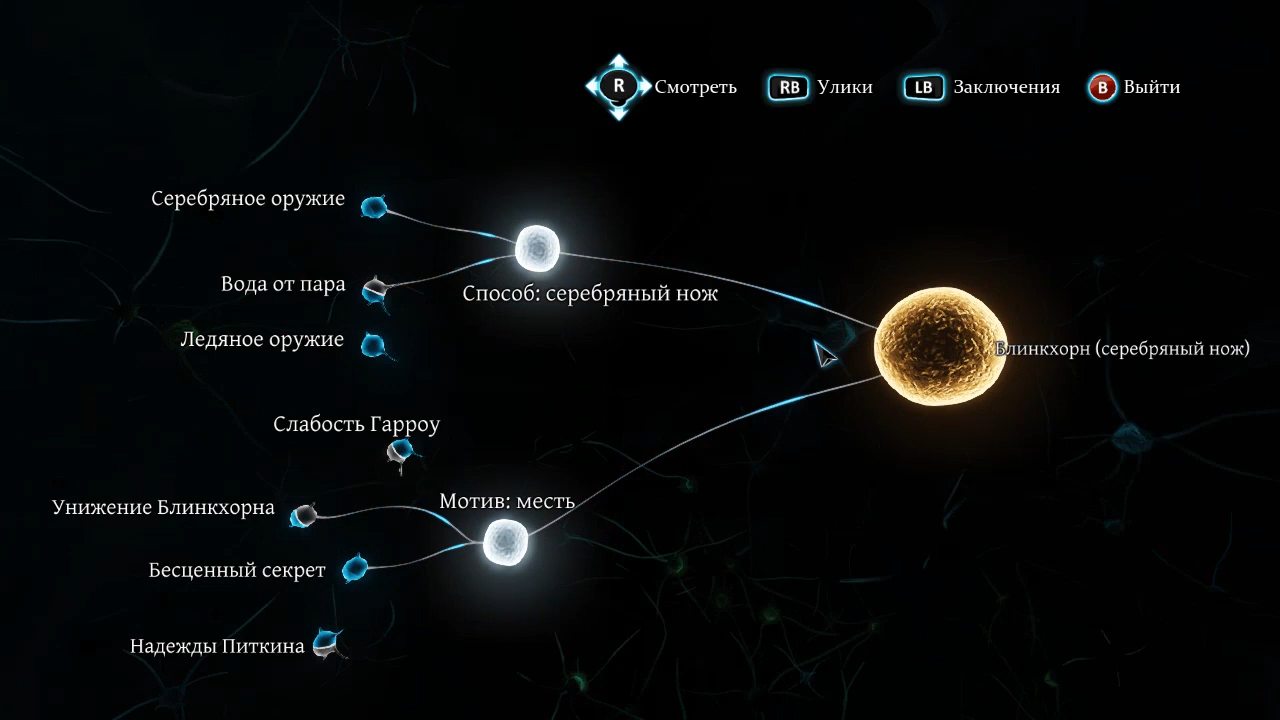 R Смотреть RB Улики LB Заключения B Выйти
Серебряное оружие
Вода от пара
Способ: серебряный нож
Ледяное оружие
Блинкхорн (серебряный нож)
Слабость Гарроу
Мотив: месть
Унижение Блинкхорна
Бесценный секрет
Надежды Питкина